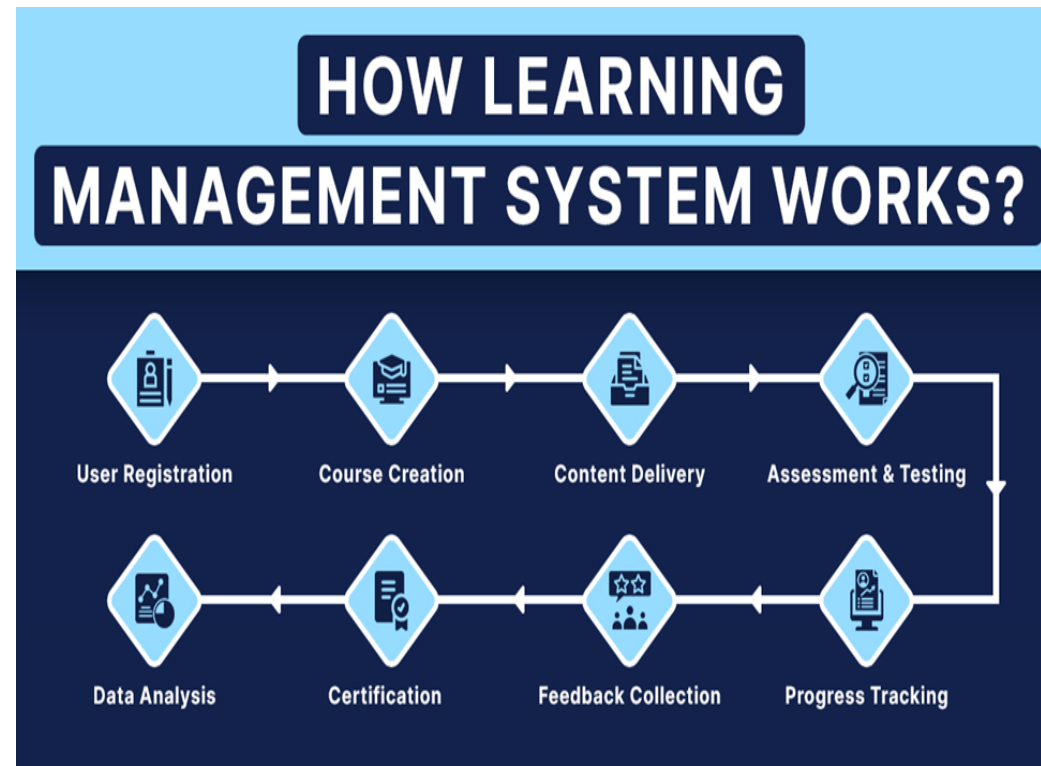 HOW LEARNING
MANAGEMENT SYSTEM WORKS?
User Registration
Course Creation
Content Delivery
Assessment & Testing
Data Analysis
Certification
Feedback Collection
Progress Tracking